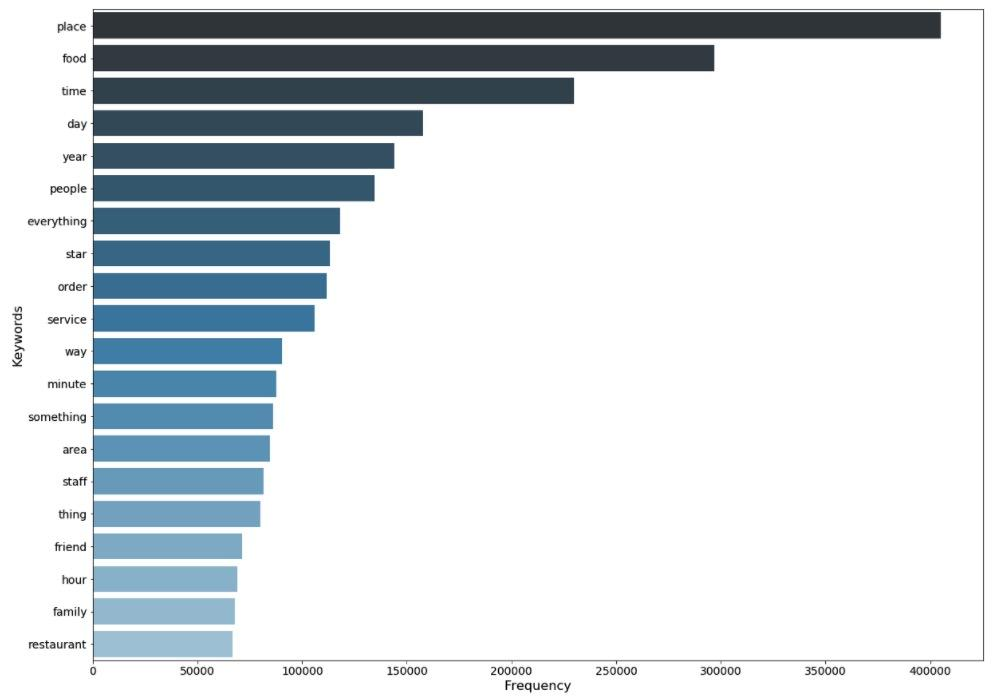 place
food
time
day
year
people
everything
star
order
service
way
minute
something
area
staff
thing
friend
hour
family
restaurant
Keywords
0 50000 100000 150000 200000 250000 300000 350000 400000
Frequency